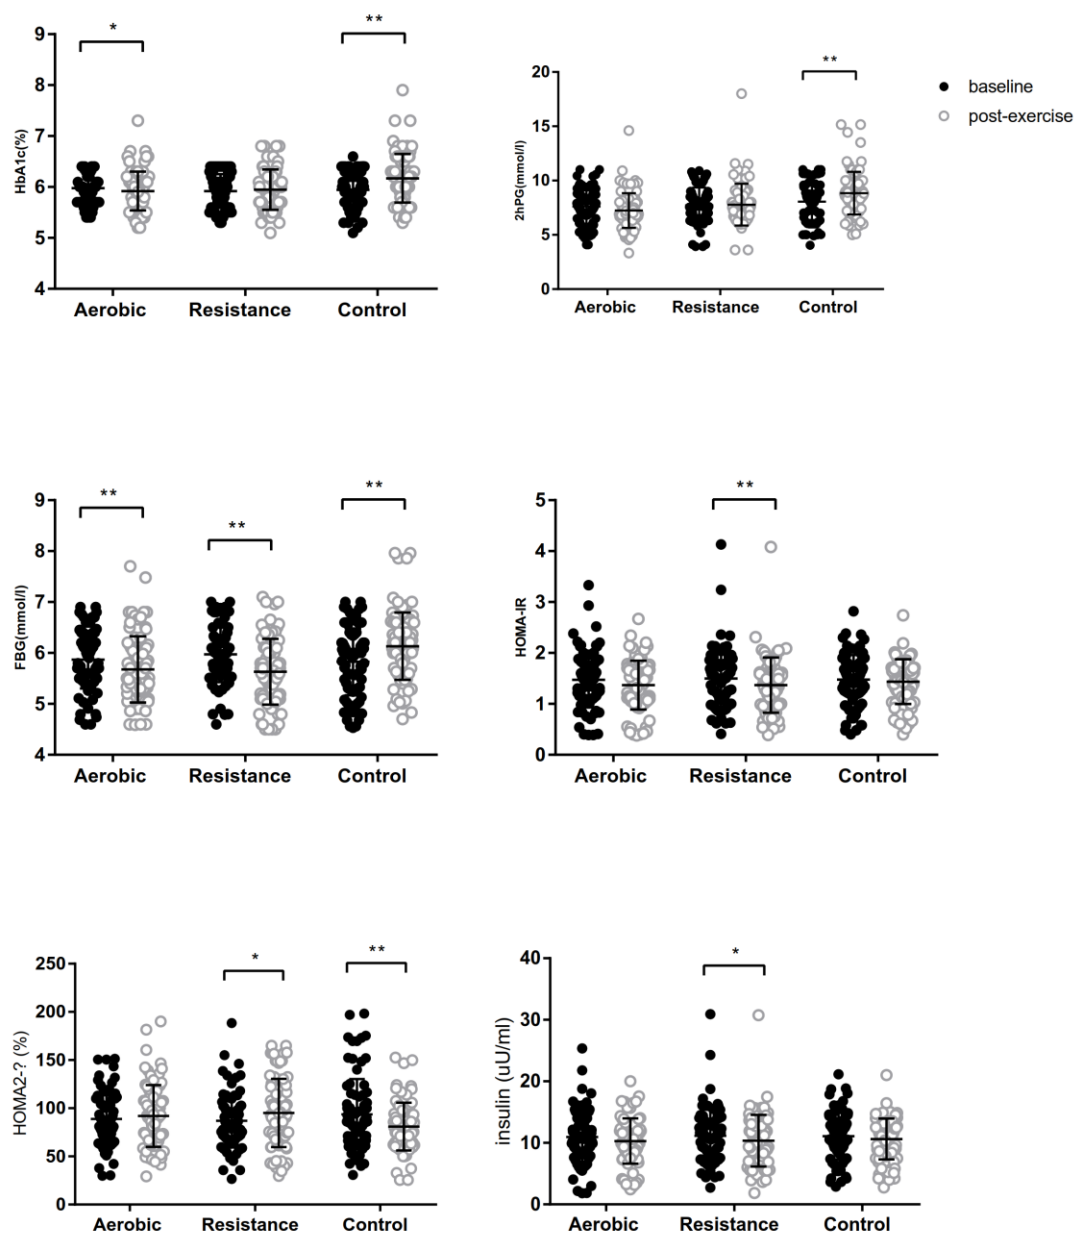 HbA1c(%)
9
8
7
6
5
4
*
**
Aerobic
Resistance
Control
2hPG(mmol/l)
20
15
10
5
0
**
Aerobic
Resistance
Control
baseline
post-exercise
FBG(mmol/l)
9
8
7
6
5
4
**
**
**
Aerobic
Resistance
Control
HOMA-IR
5
4
3
2
1
0
**
Aerobic
Resistance
Control
HOMA2-? (%)
250
200
150
100
50
0
*
**
Aerobic
Resistance
Control
insulin (uU/ml)
40
30
20
10
0
*
Aerobic
Resistance
Control